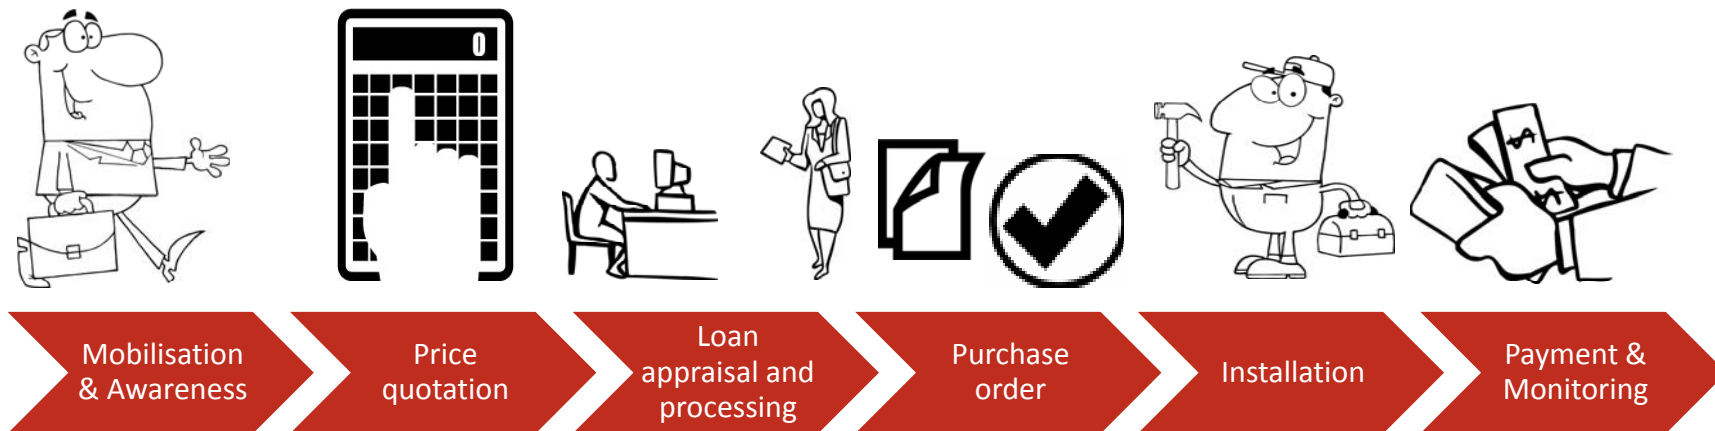 0
Mobilisation
& Awareness
Price
quotation
Loan
appraisal and
processing
Purchase
order
Installation
Payment &
Monitoring
$
$